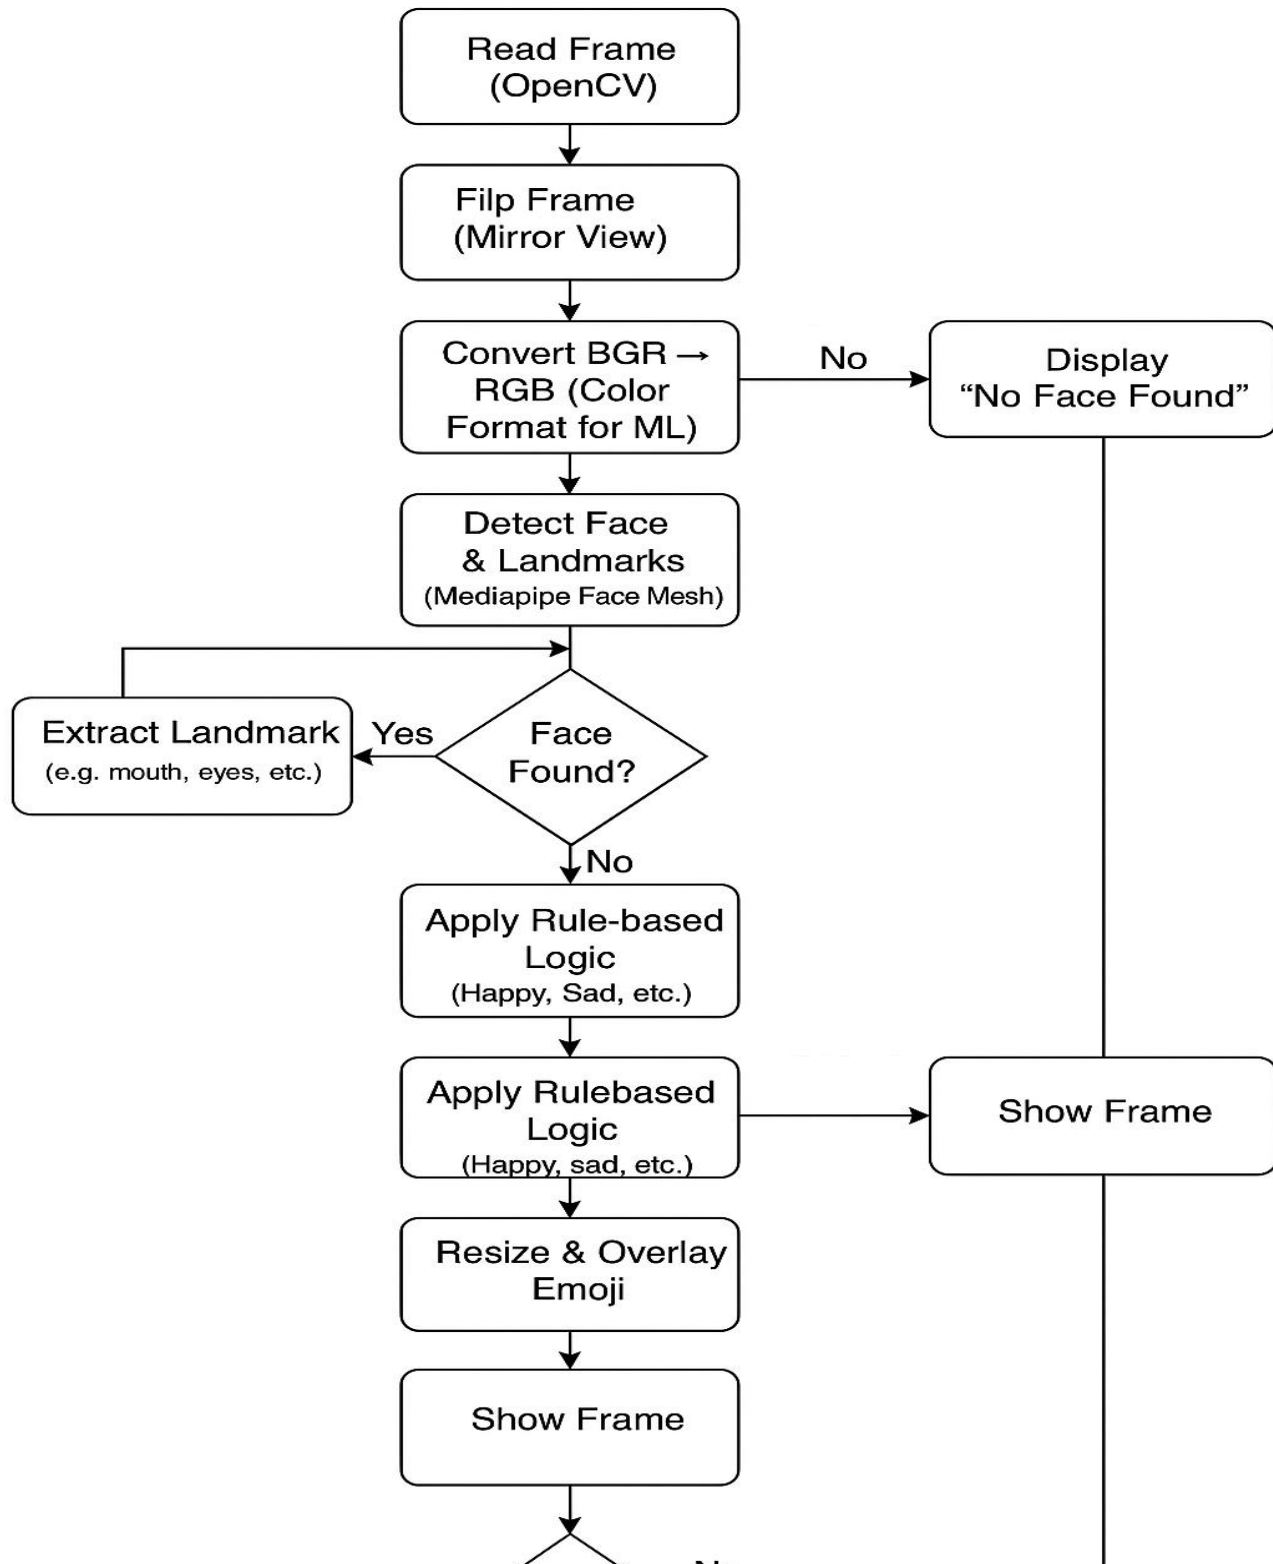 Read Frame
(OpenCV)
Filp Frame
(Mirror View)
Convert BGR →
RGB (Color
Format for ML)
No
Display
“No Face Found”
Detect Face
& Landmarks
(Mediapipe Face Mesh)
Extract Landmark
(e.g. mouth, eyes, etc.)
Yes
Face
Found?
No
Apply Rule-based
Logic
(Happy, Sad, etc.)
Apply Rulebased
Logic
(Happy, sad, etc.)
Show Frame
Resize & Overlay
Emoji
Show Frame